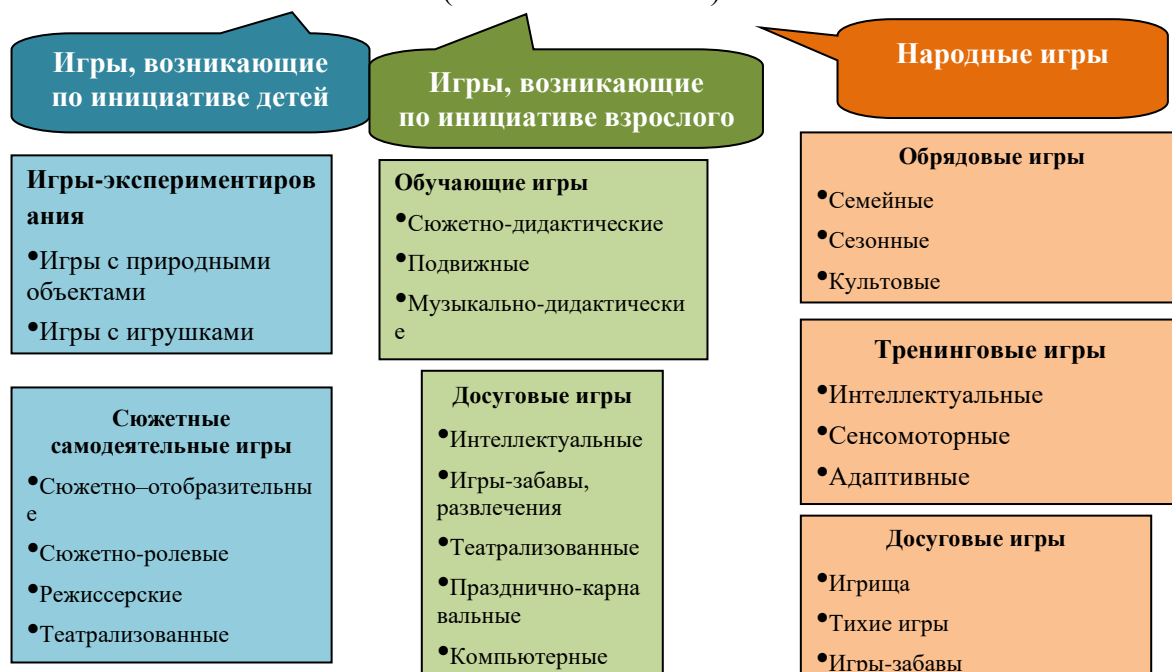 Игры, возникающие
по инициативе детей
Игры-экспериментиров
ания
•Игры с природными
объектами
•Игры с игрушками
Сюжетные
самодеятельные игры
•Сюжетно–отобразительны
е
•Сюжетно-ролевые
•Режиссерские
•Театрализованные
Игры, возникающие
по инициативе взрослого
Обучающие игры
•Сюжетно-дидактические
•Подвижные
•Музыкально-дидактически
е
Досуговые игры
•Интеллектуальные
•Игры-забавы,
развлечения
•Театрализованные
•Празднично-карна
вальные
•Компьютерные
Народные игры
Обрядовые игры
•Семейные
•Сезонные
•Культовые
Тренинговые игры
•Интеллектуальные
•Сенсомоторные
•Адаптивные
Досуговые игры
•Игрища
•Тихие игры
•Игры-забавы